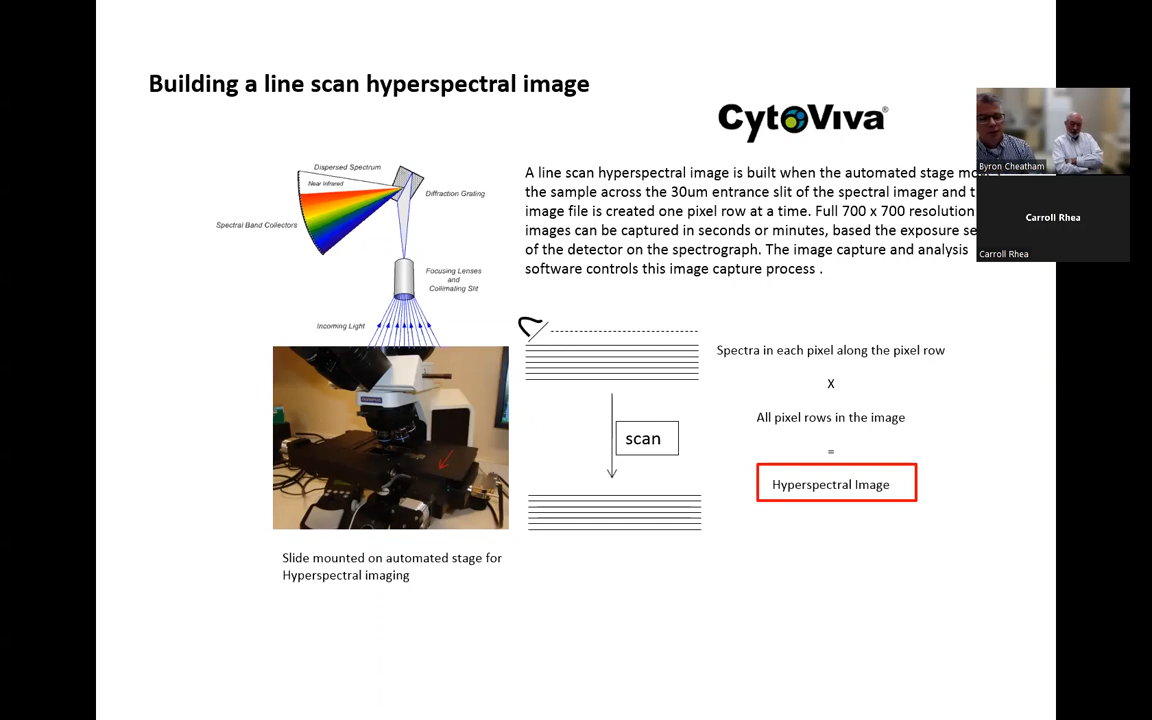 Building a line scan hyperspectral image
CytoViva®
Dispersed Spectrum
Near Infrared
Diffraction Grating
Spectral Band Collectors
Focusing Lenses
and
Collimating Slit
Incoming Light
A line scan hyperspectral image is built when the automated stage
the sample across the 30um entrance slit of the spectral imager and
image file is created one pixel row at a time. Full 700 x 700 resolution
images can be captured in seconds or minutes, based the exposure
of the detector on the spectrograph. The image capture and analysis
software controls this image capture process .
Byron Cheatham
Carroll Rhea
Carroll Rhea
scan
Spectra in each pixel along the pixel row
X
All pixel rows in the image
=
Hyperspectral Image
OLYMPUS
Slide mounted on automated stage for
Hyperspectral imaging